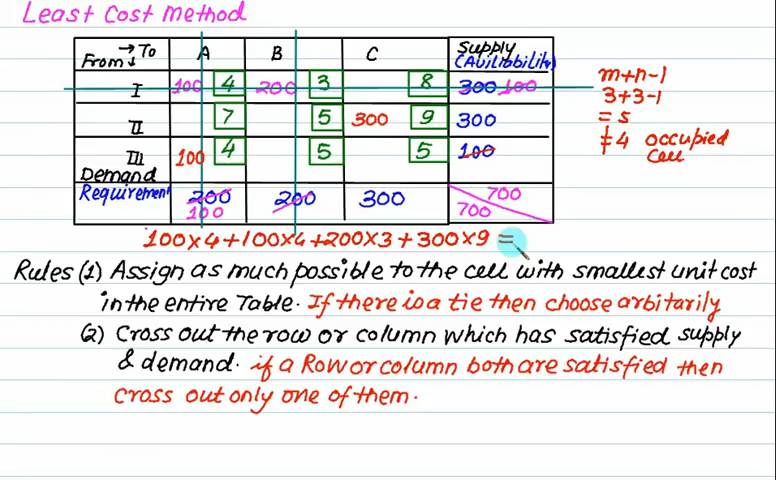 Least Cost method
From ↓ → To A B C Supply (Avilibability)
I 100 4 200 3 8 300 100
II 7 5 300 9 300
III 100 4 5 5 100
Demand
Requirement 200 200 300 700
100 700
m+n-1
3+3-1
= 5
≠ 4 occupied
cell
100×4+100×4+200×3+300×9 =
Rules (1) Assign as much possible to the cell with smallest unit cost
in the entire Table. If there is a tie then choose arbitarily
(2) Cross out the row or column which has satisfied supply
& demand. if a Row or column both are satisfied then
cross out only one of them.